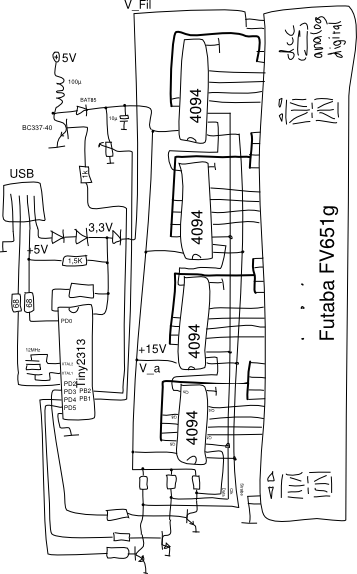 V_Fil
+5V
100µ
BAT85
10µ
BC337-40
1k
4094
dcc
analog
digital
USB
3,3V
+5V
1,5K
68
68
4094
Futaba FV651g
PD0
12MHz
XTAL2
XTAL1
Tiny2313
PD2
PD3
PD4
PD5
PB2
PB1
+15V
V_a
4094
4094